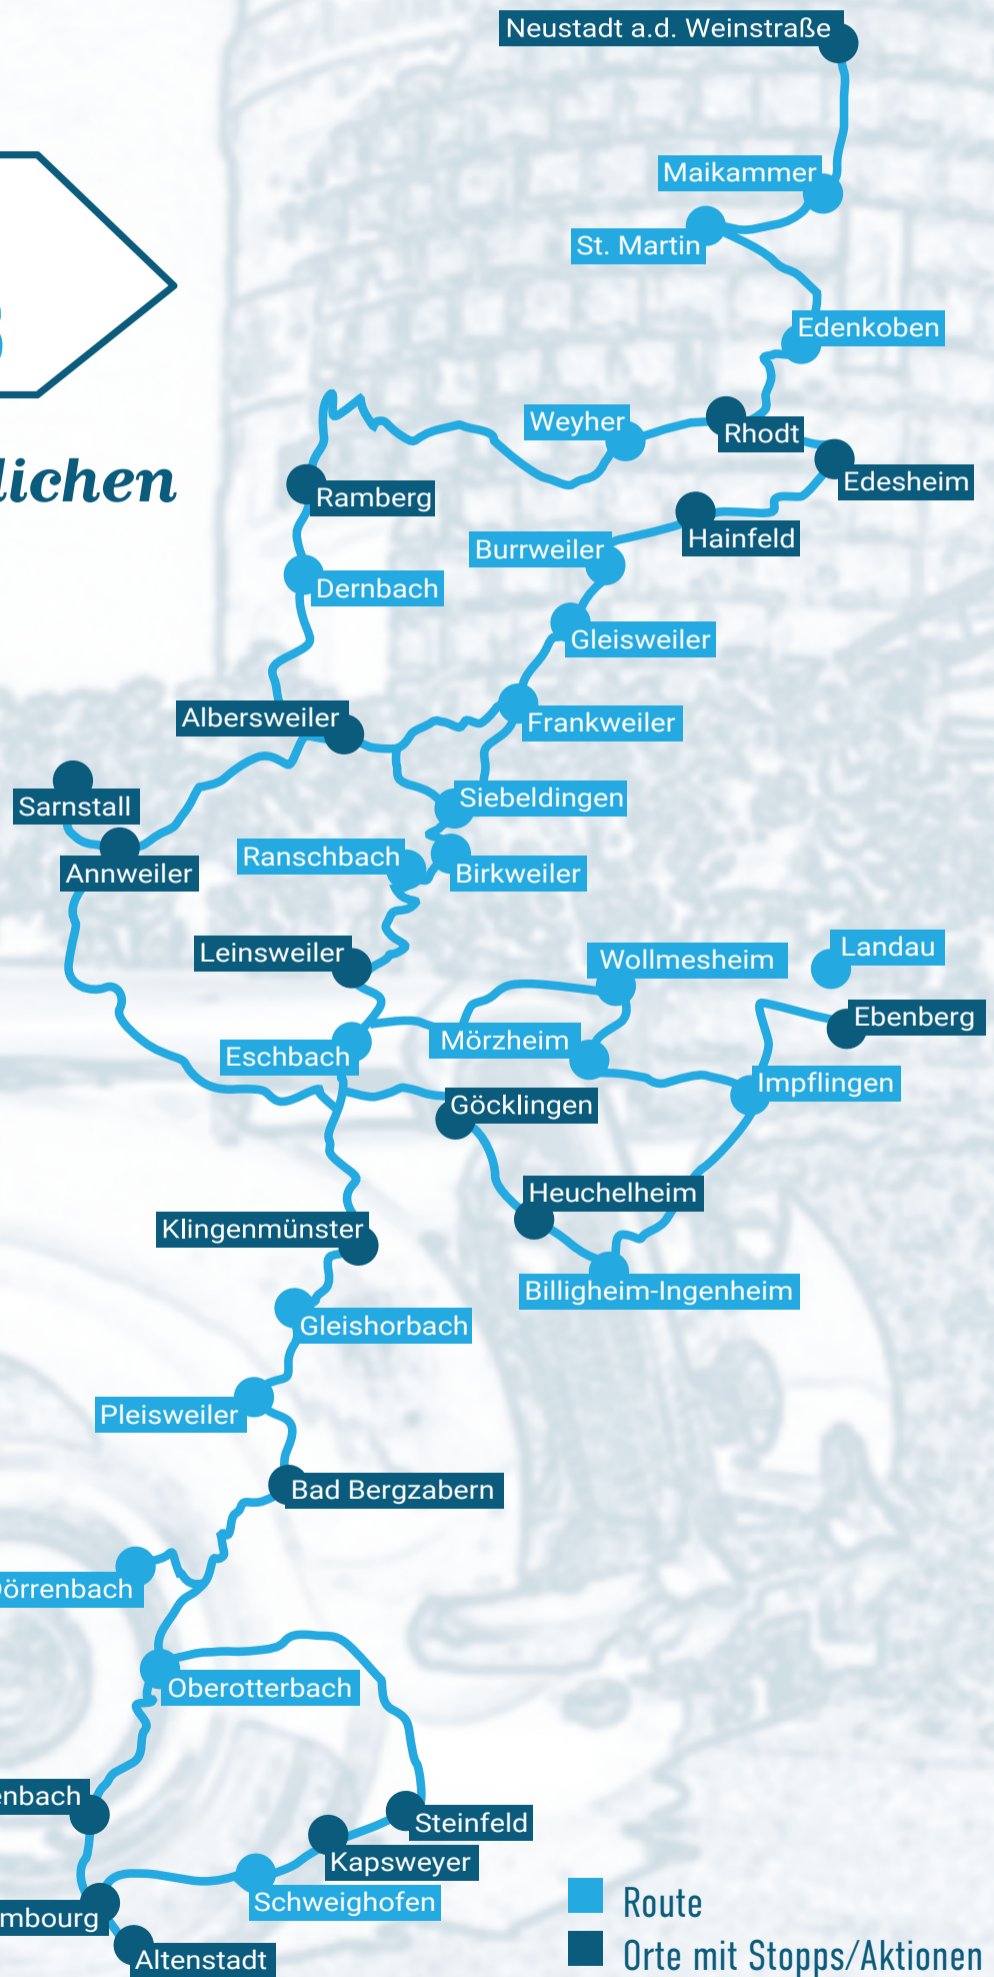 Neustadt a.d. Weinstraße
Maikammer
St. Martin
Edenkoben
Weyher
Rhodt
lichen
Edesheim
Ramberg
Hainfeld
Burrweiler
Dernbach
Gleisweiler
Albersweiler
Frankweiler
Siebeldingen
Sarnstall
Ranschbach
Annweiler
Birkweiler
Leinsweiler
Landau
Wollmesheim
Ebenberg
Mörzheim
Eschbach
Impflingen
Göcklingen
Heuchelheim
Klingenmünster
Billigheim-Ingenheim
Gleishorbach
Pleisweiler
Bad Bergzabern
örrenbach
Oberotterbach
enbach
Steinfeld
Kapsweyer
Schweighofen
mbourg
Altenstadt
Route
Orte mit Stopps/Aktionen